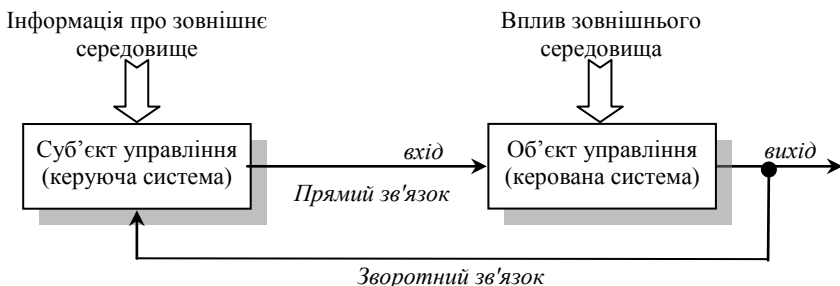 Інформація про зовнішнє
середовище
Вплив зовнішнього
середовища
Суб’єкт управління
(керуюча система)
вхід
Прямий зв'язок
Об’єкт управління
(керована система)
вихід
Зворотний зв'язок